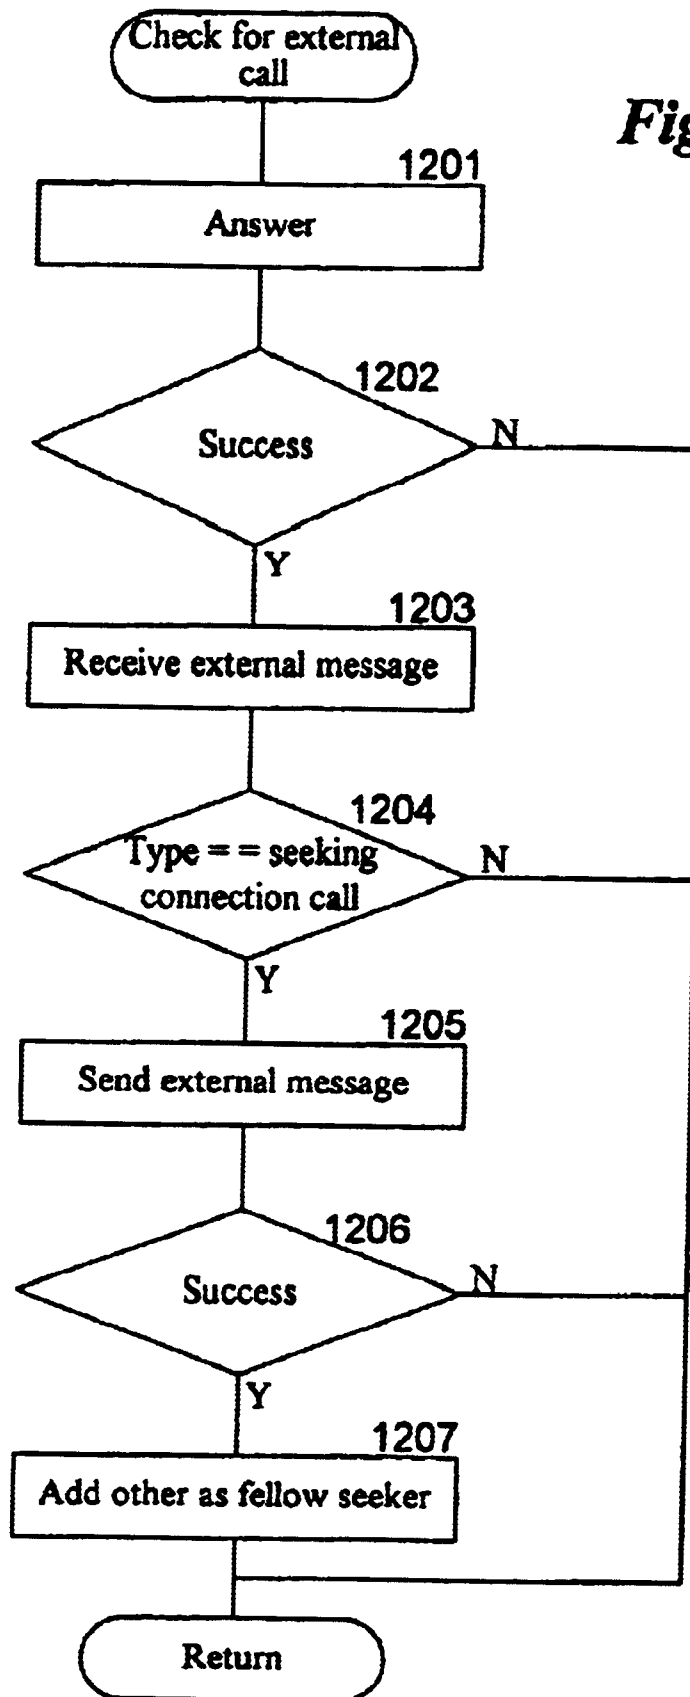 Check for external
call
Fig
1201
Answer
1202
Success
N
Y
1203
Receive external message
1204
Type = = seeking
connection call
N
Y
1205
Send external message
1206
Success
N
Y
1207
Add other as fellow seeker
Return